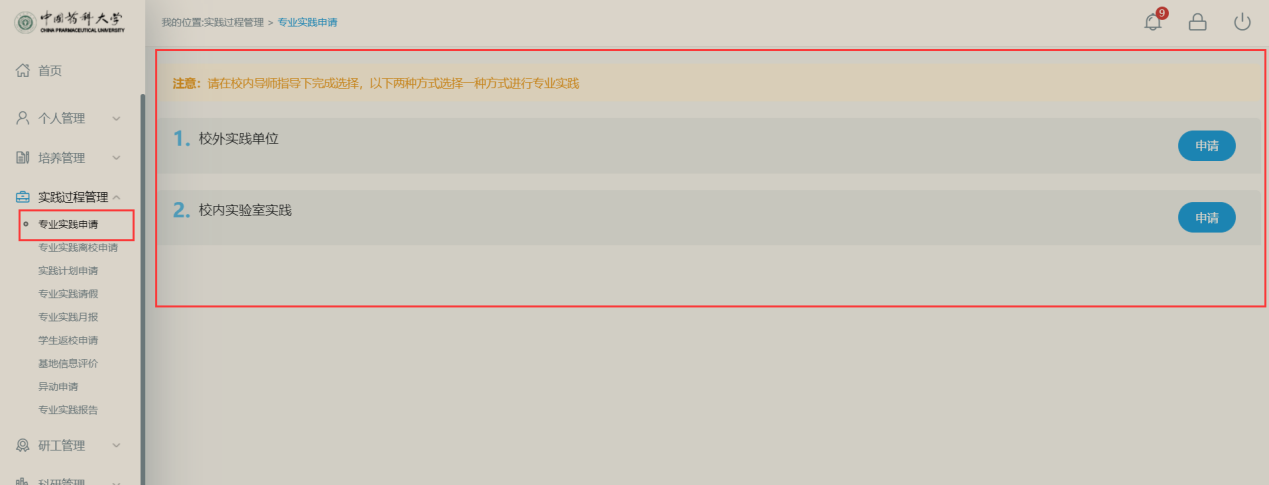 中国药科大学
CHINA PHARMACEUTICAL UNIVERSITY
我的位置:实践过程管理 > 专业实践申请
9
首页
个人管理
培养管理
实践过程管理
专业实践申请
专业实践离校申请
实践计划申请
专业实践请假
专业实践月报
学生返校申请
基地信息评价
异动申请
专业实践报告
研工管理
科研管理
注意：请在校内导师指导下完成选择，以下两种方式选择一种方式进行专业实践
1. 校外实践单位
申请
2. 校内实验室实践
申请